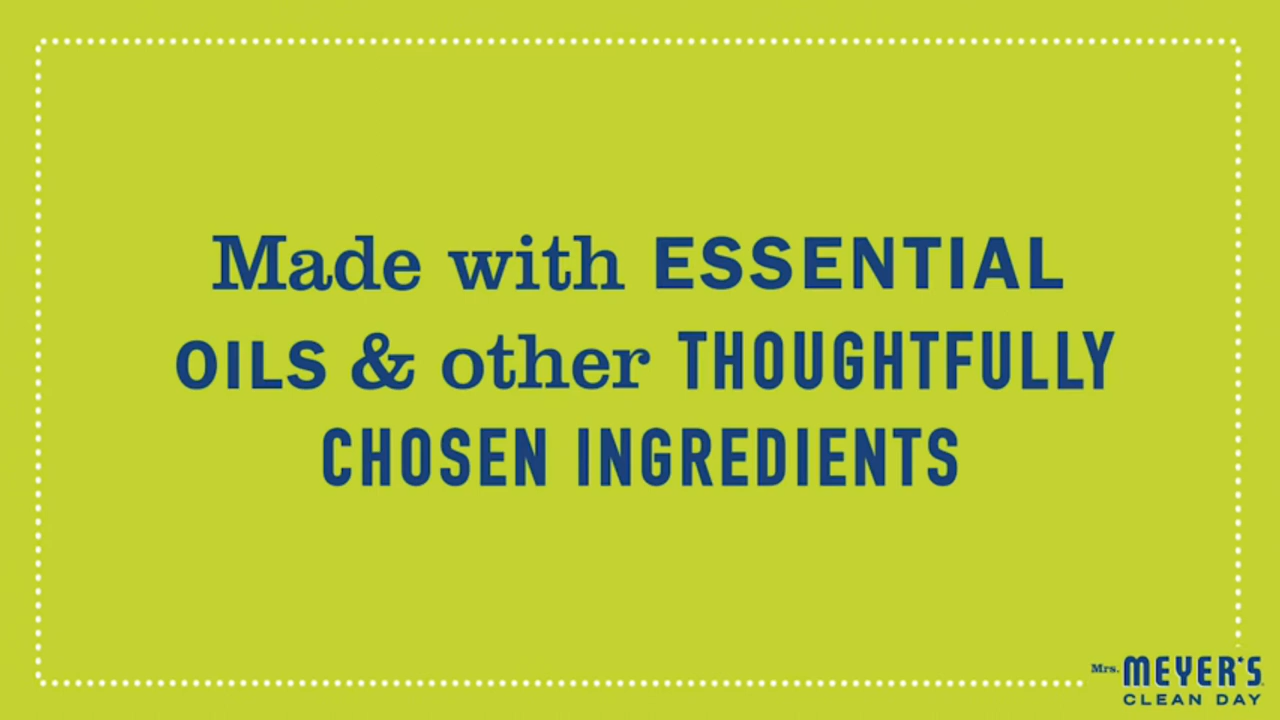 Made with ESSENTIAL
OILS & other THOUGHTFULLY
CHOSEN INGREDIENTS
Mrs. MEYER'S
CLEAN DAY